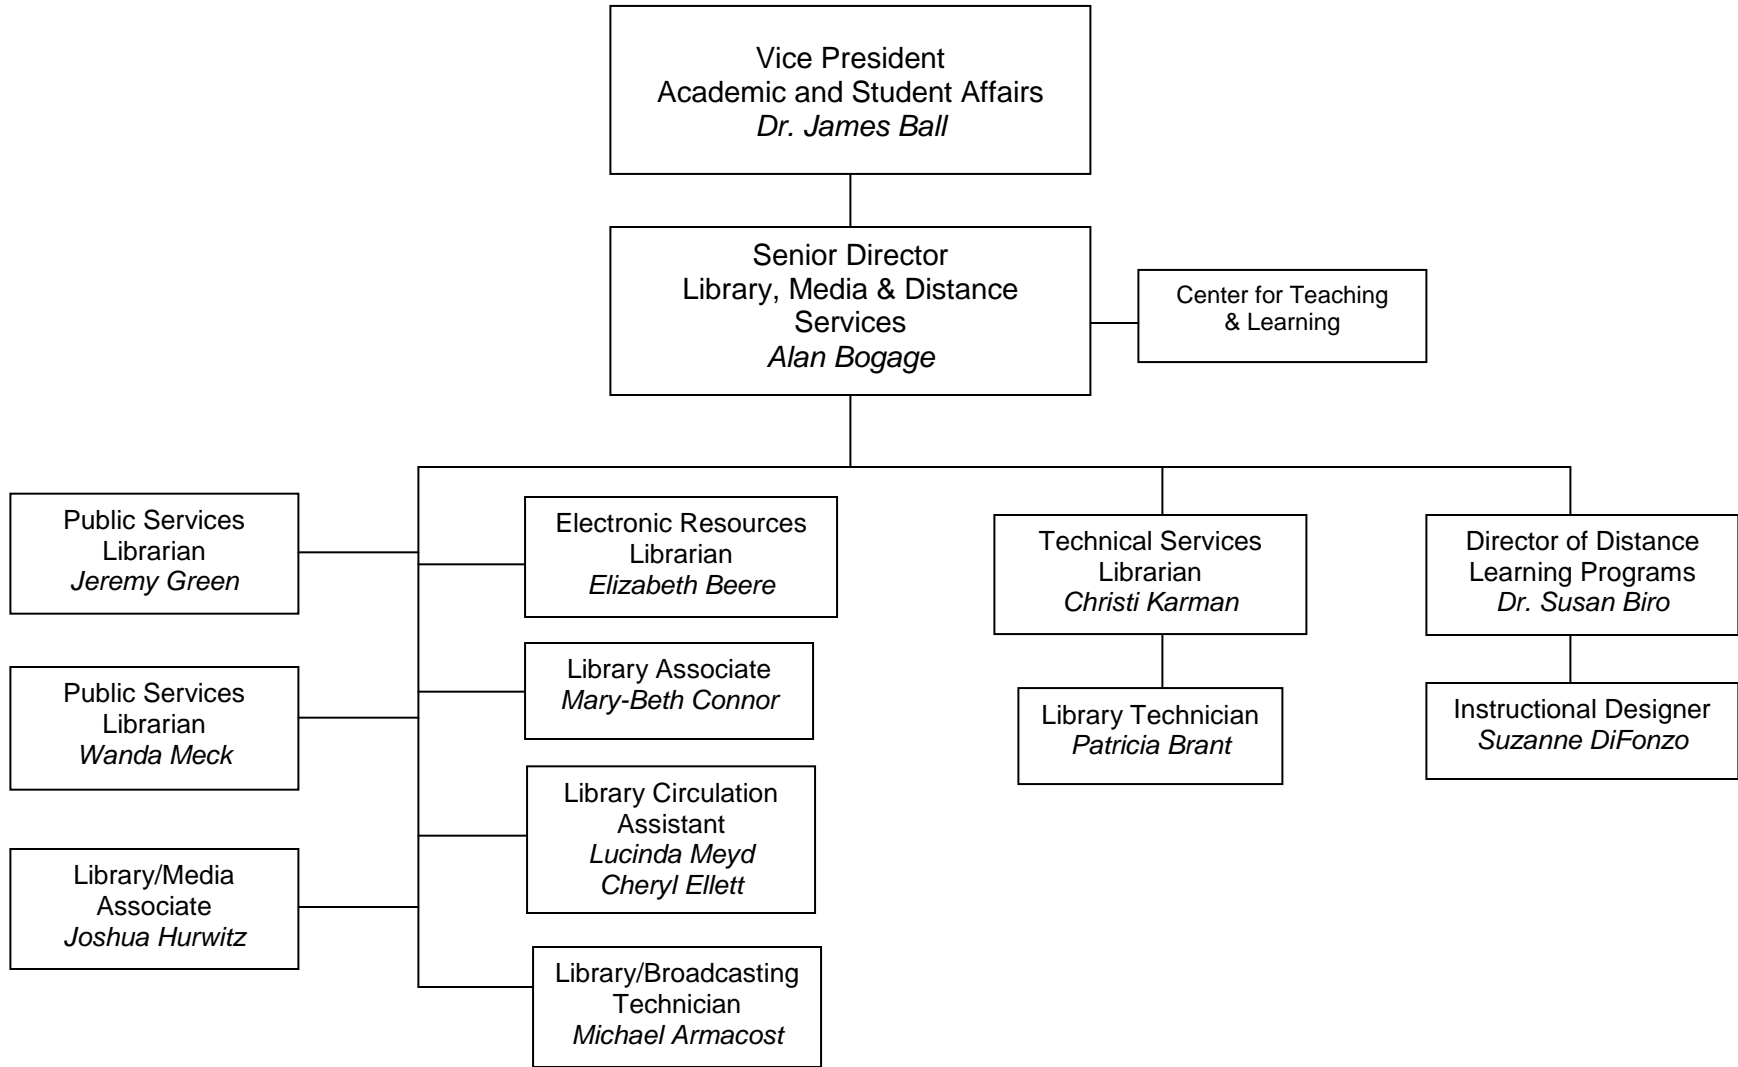 Vice President
Academic and Student Affairs
Dr. James Ball
Senior Director
Library, Media & Distance
Services
Alan Bogage
Center for Teaching
& Learning
Public Services
Librarian
Jeremy Green
Electronic Resources
Librarian
Elizabeth Beere
Technical Services
Librarian
Christi Karman
Director of Distance
Learning Programs
Dr. Susan Biro
Public Services
Librarian
Wanda Meck
Library Associate
Mary-Beth Connor
Library Technician
Patricia Brant
Instructional Designer
Suzanne DiFonzo
Library Circulation
Assistant
Lucinda Meyd
Cheryl Ellett
Library/Media
Associate
Joshua Hurwitz
Library/Broadcasting
Technician
Michael Armacost